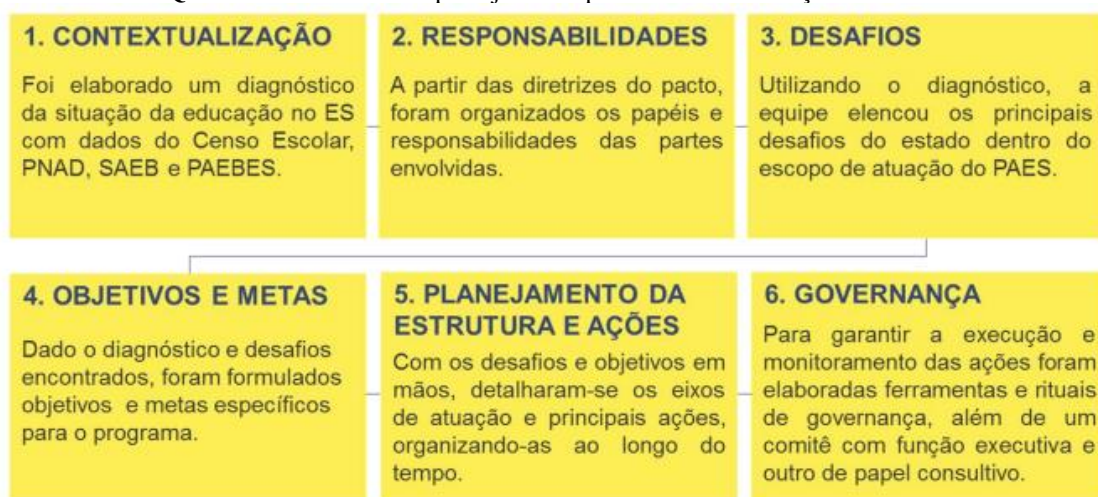 1. CONTEXTUALIZAÇÃO
Foi elaborado um diagnóstico
da situação da educação no ES
com dados do Censo Escolar,
PNAD, SAEB e PAEBES.
2. RESPONSABILIDADES
A partir das diretrizes do pacto,
foram organizados os papéis e
responsabilidades das partes
envolvidas.
3. DESAFIOS
Utilizando o diagnóstico, a
equipe elencou os principais
desafios do estado dentro do
escopo de atuação do PAES.
4. OBJETIVOS E METAS
Dado o diagnóstico e desafios
encontrados, foram formulados
objetivos e metas específicos
para o programa.
5. PLANEJAMENTO DA
ESTRUTURA E AÇÕES
Com os desafios e objetivos em
mãos, detalharam-se os eixos
de atuação e principais ações,
organizando-as ao longo do
tempo.
6. GOVERNANÇA
Para garantir a execução e
monitoramento das ações foram
elaboradas ferramentas e rituais
de governança, além de um
comitê com função executiva e
outro de papel consultivo.